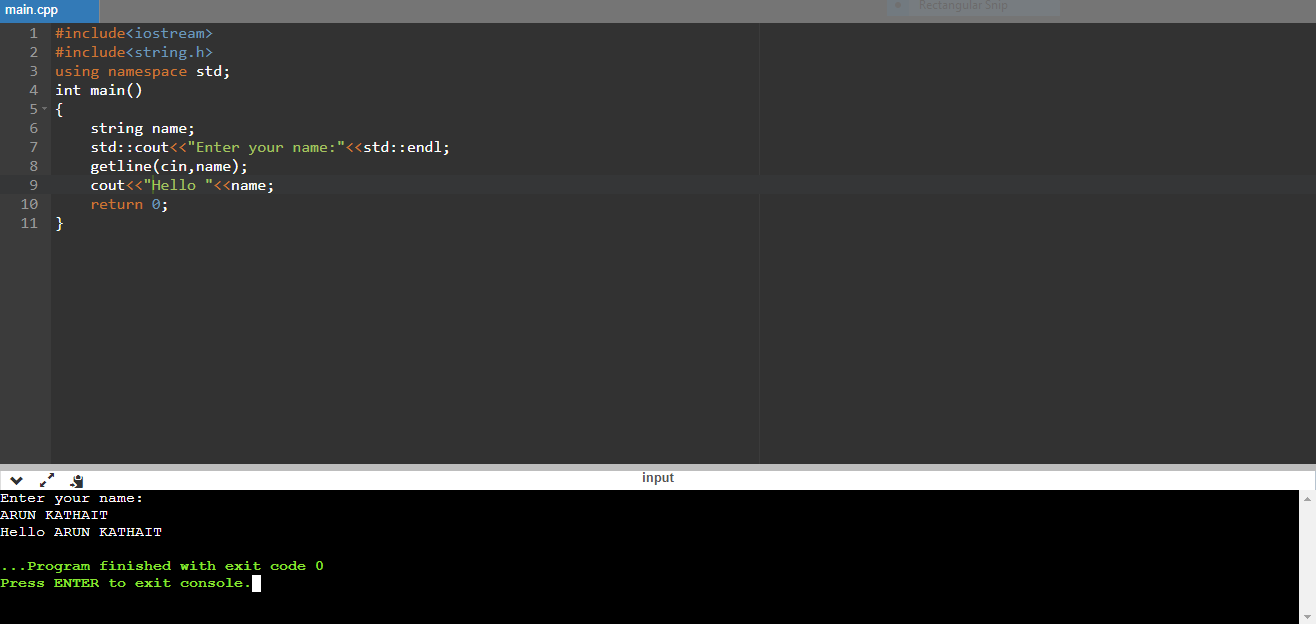 main.cpp
Rectangular Snip
1 #include<iostream>
2 #include<string.h>
3 using namespace std;
4 int main()
5 {
6     string name;
7     std::cout<<"Enter your name:"<<std::endl;
8     getline(cin,name);
9     cout<<"Hello "<<name;
10     return 0;
11 }
input
Enter your name:
ARUN KATHAIT
Hello ARUN KATHAIT
...Program finished with exit code 0
Press ENTER to exit console.